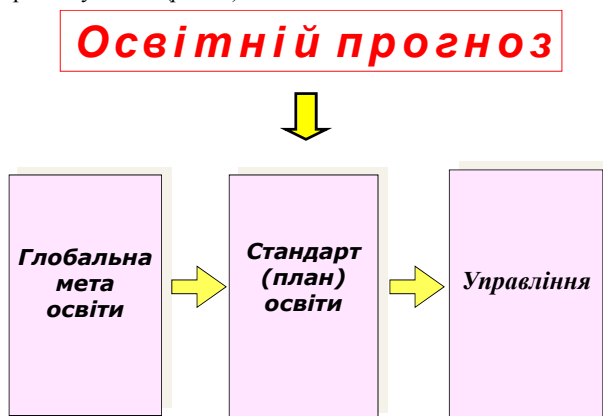 Освітній прогноз
Глобальна
мета
освіти
Стандарт
(план)
освіти
Управління